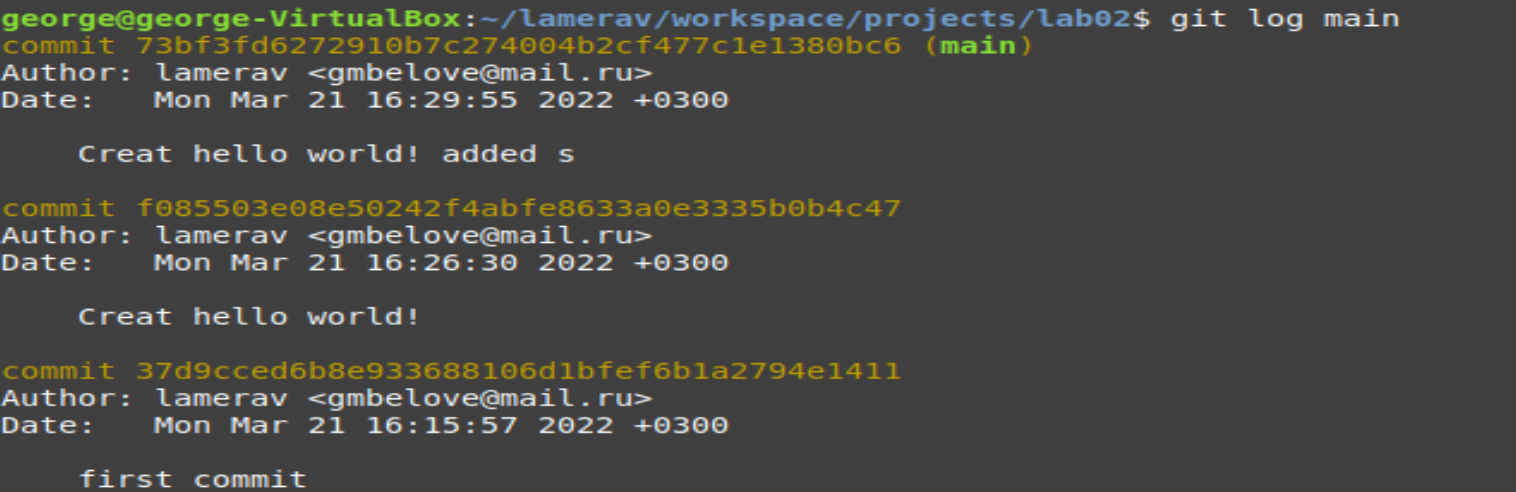 george@george-VirtualBox:~/lamerav/workspace/projects/lab02$ git log main
commit 73bf3fd6272910b7c274004b2cf477c1e1380bc6 (main)
Author: lamerav <gmbelove@mail.ru>
Date:   Mon Mar 21 16:29:55 2022 +0300
    Creat hello world! added s
commit f085503e08e50242f4abfe8633a0e3335b0b4c47
Author: lamerav <gmbelove@mail.ru>
Date:   Mon Mar 21 16:26:30 2022 +0300
    Creat hello world!
commit 37d9cced6b8e933688106d1bfef6b1a2794e1411
Author: lamerav <gmbelove@mail.ru>
Date:   Mon Mar 21 16:15:57 2022 +0300
    first commit